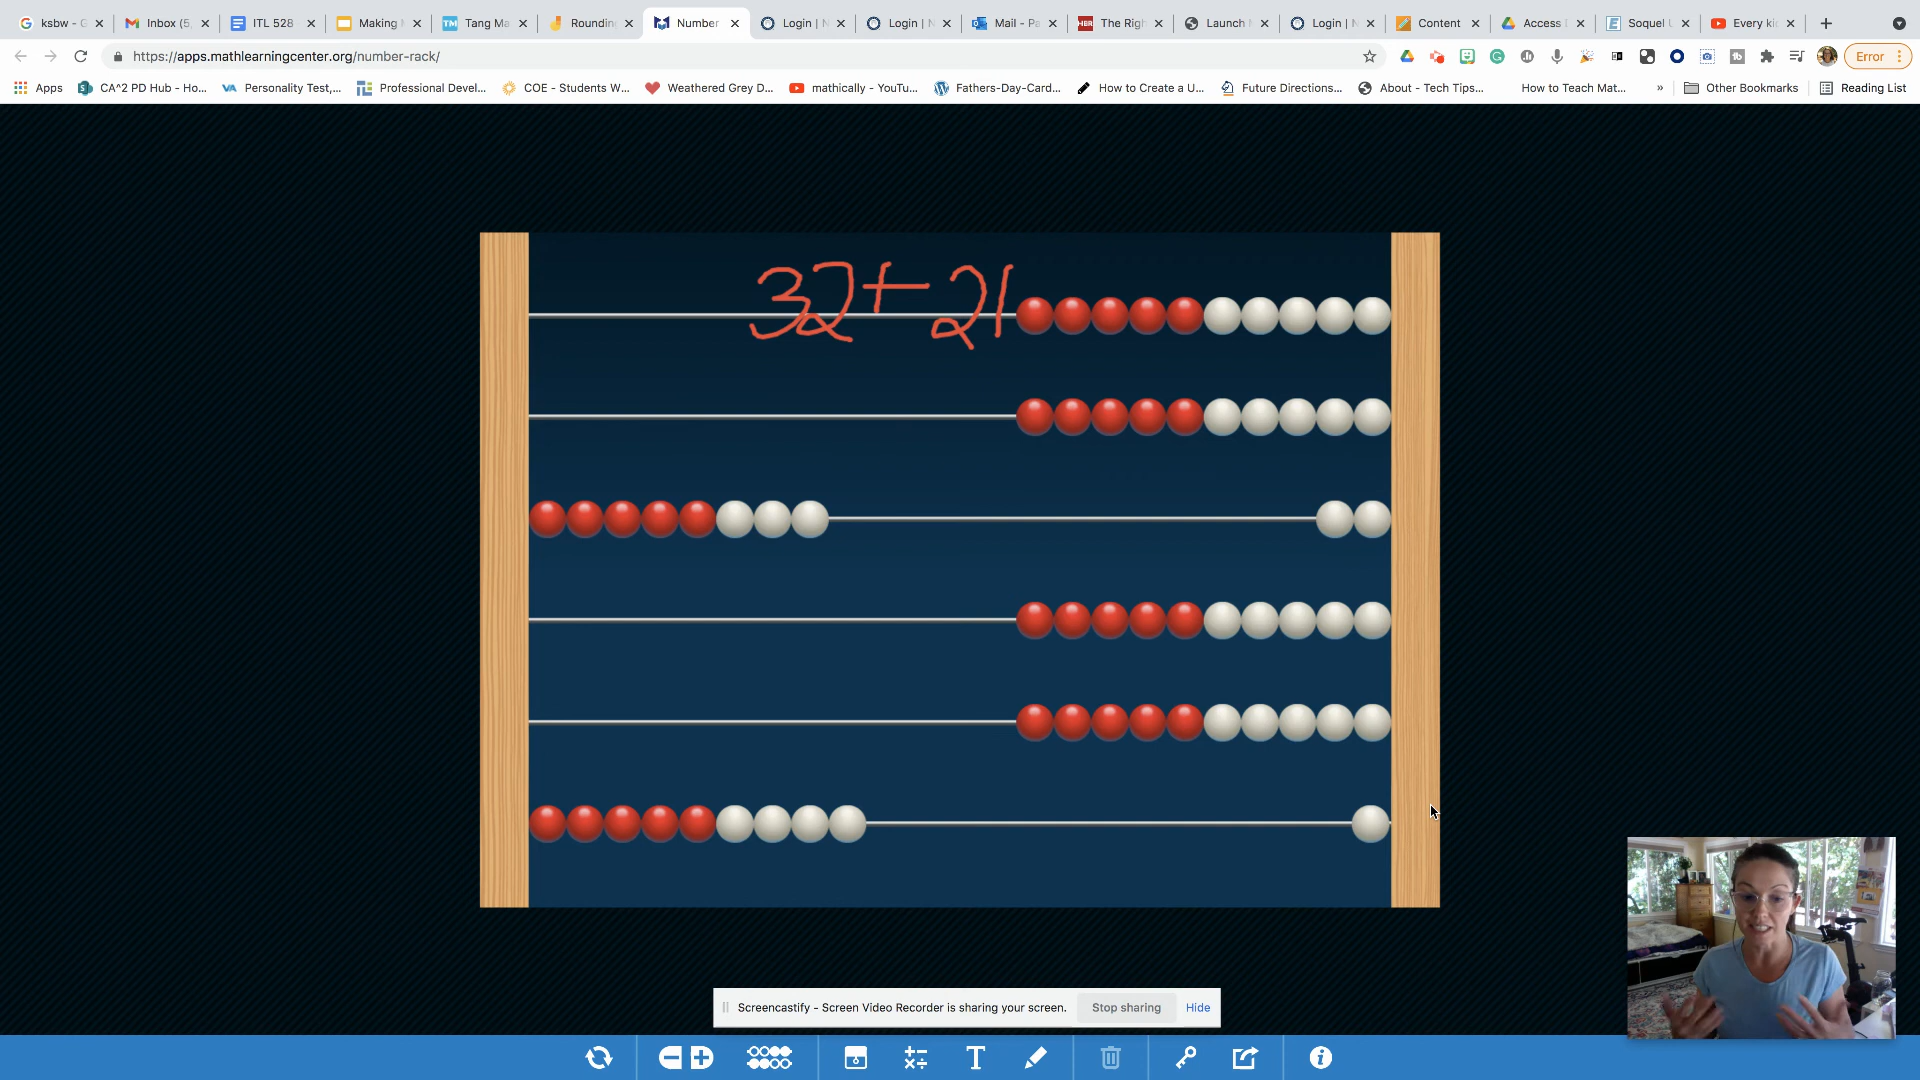 ksbw - G
Inbox (5,
ITL 528
Making
Tang Ma
Rounding
Number
Login | N
Login | N
Mail - Pa
HBR The Righ
Launch
Login | N
Content
Access
Soquel
Every ki
https://apps.mathlearningcenter.org/number-rack/
Error
Apps
CA^2 PD Hub - Ho...
VA Personality Test,...
Professional Devel...
COE - Students W...
Weathered Grey D...
mathically - YouTu...
Fathers-Day-Card...
How to Create a U...
Future Directions...
About - Tech Tips...
How to Teach Mat...
»
Other Bookmarks
Reading List
32+21
Screencastify - Screen Video Recorder is sharing your screen.
Stop sharing
Hide
T